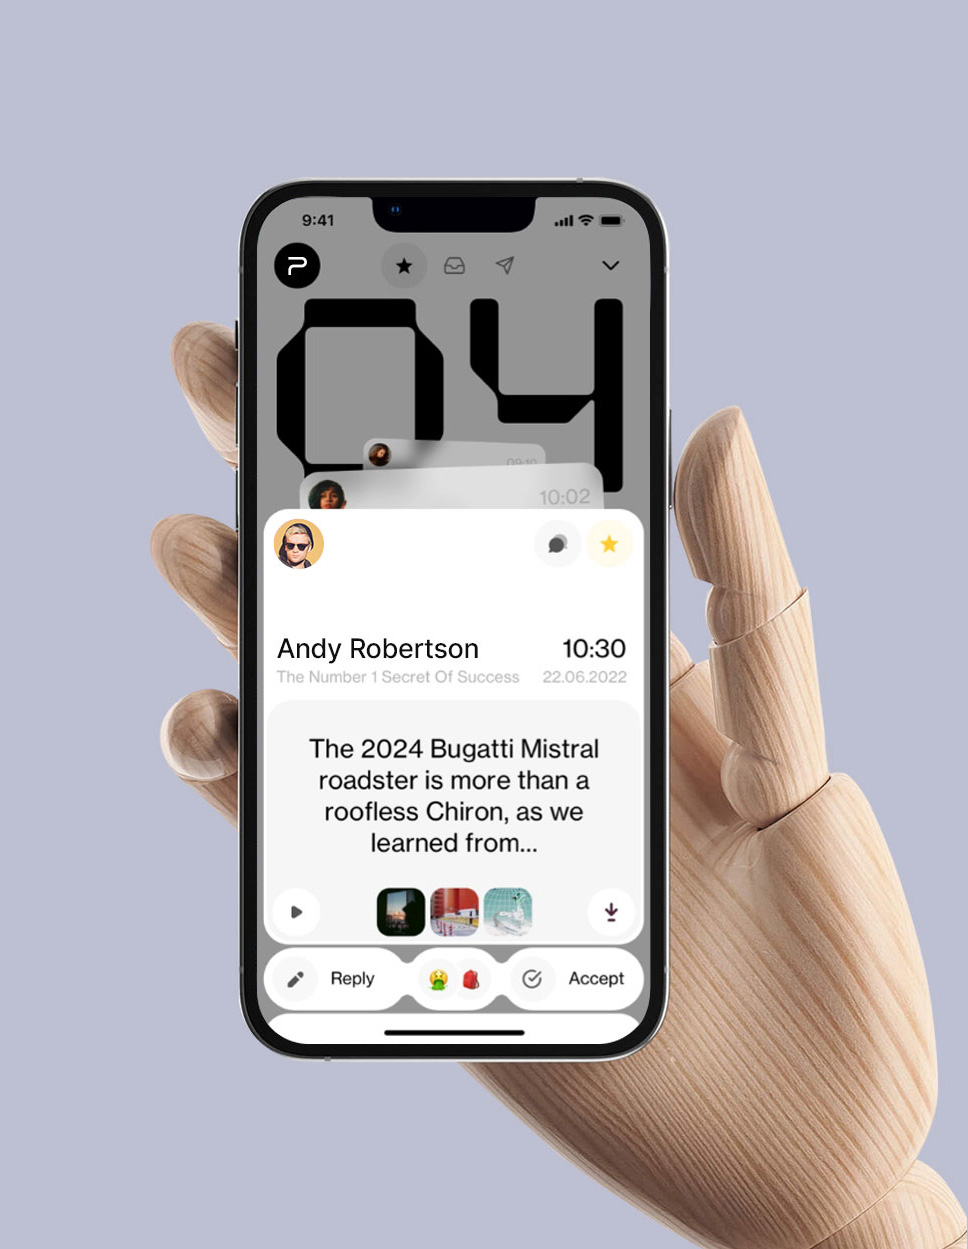 9:41
04
09:10
10:02
Andy Robertson
10:30
The Number 1 Secret Of Success
22.06.2022
The 2024 Bugatti Mistral
roadster is more than a
roofless Chiron, as we
learned from...
Reply
Accept